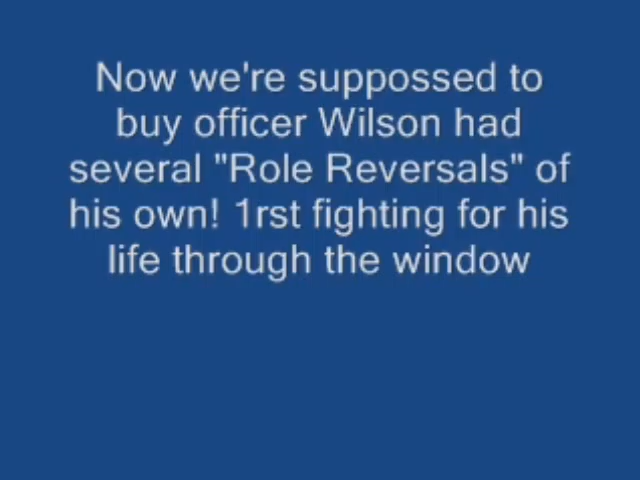 Now we're suppossed to
buy officer Wilson had
several "Role Reversals" of
his own! 1rst fighting for his
life through the window